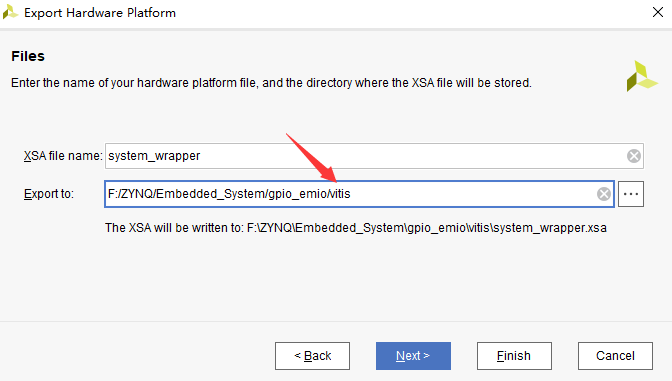 Export Hardware Platform
Files
Enter the name of your hardware platform file, and the directory where the XSA file will be stored.
XSA file name: system_wrapper
Export to: F:/ZYNQ/Embedded_System/gpio_emio/vitis
The XSA will be written to: F:\ZYNQ\Embedded_System\gpio_emio\vitis\system_wrapper.xsa
< Back Next > Finish Cancel